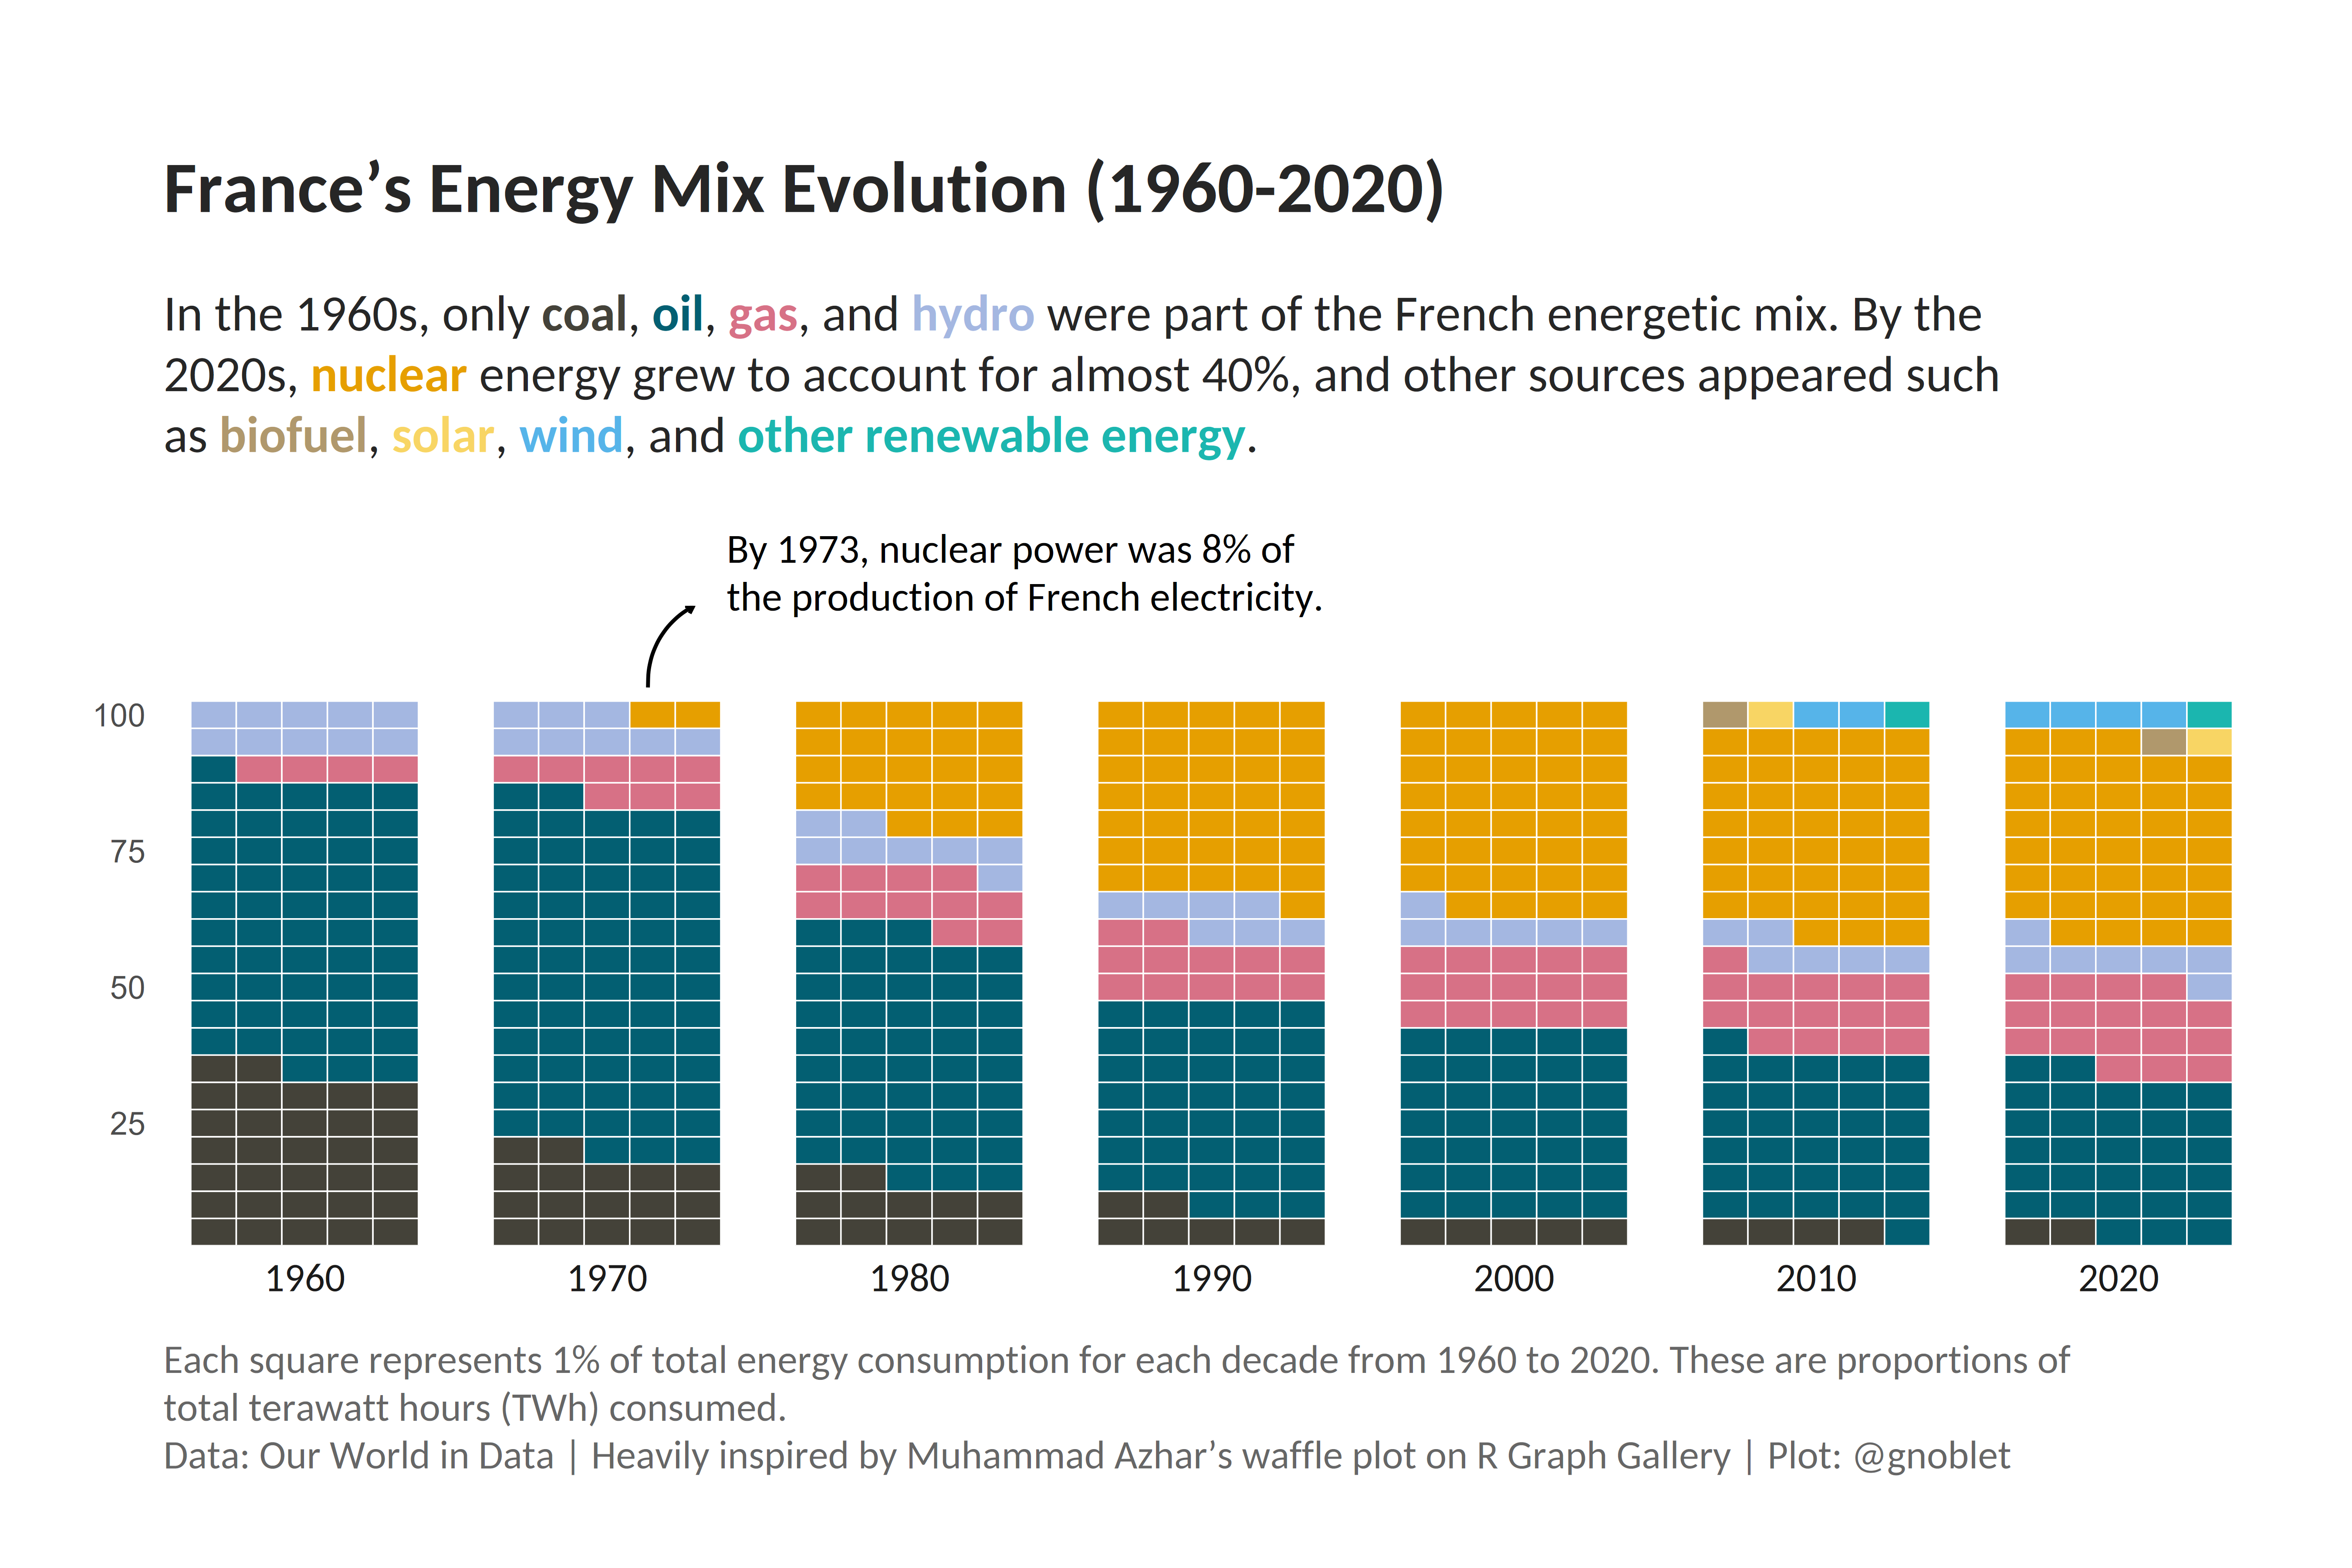 France’s Energy Mix Evolution (1960-2020)
In the 1960s, only coal, oil, gas, and hydro were part of the French energetic mix. By the
2020s, nuclear energy grew to account for almost 40%, and other sources appeared such
as biofuel, solar, wind, and other renewable energy.
By 1973, nuclear power was 8% of
the production of French electricity.
100
75
50
25
1960
1970
1980
1990
2000
2010
2020
Each square represents 1% of total energy consumption for each decade from 1960 to 2020. These are proportions of
total terawatt hours (TWh) consumed.
Data: Our World in Data | Heavily inspired by Muhammad Azhar’s waffle plot on R Graph Gallery | Plot: @gnoblet